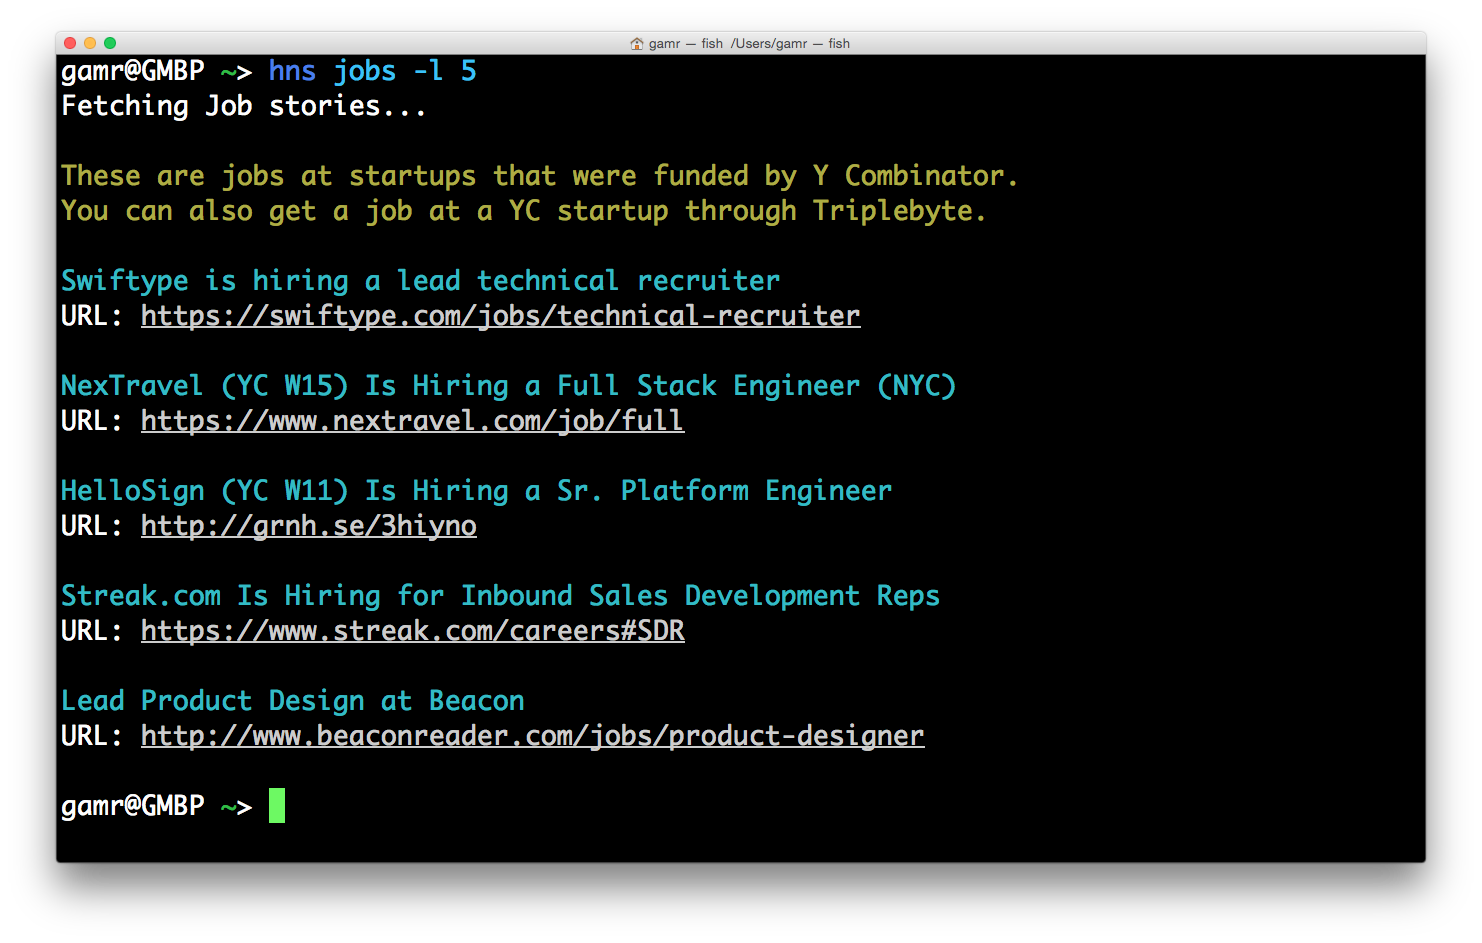 gamr — fish  /Users/gamr — fish
gamr@GMBP ~> hns jobs -l 5
Fetching Job stories...
These are jobs at startups that were funded by Y Combinator.
You can also get a job at a YC startup through Triplebyte.
Swiftype is hiring a lead technical recruiter
URL: https://swiftype.com/jobs/technical-recruiter
NexTravel (YC W15) Is Hiring a Full Stack Engineer (NYC)
URL: https://www.nextravel.com/job/full
HelloSign (YC W11) Is Hiring a Sr. Platform Engineer
URL: http://grnh.se/3hiyno
Streak.com Is Hiring for Inbound Sales Development Reps
URL: https://www.streak.com/careers#SDR
Lead Product Design at Beacon
URL: http://www.beaconreader.com/jobs/product-designer
gamr@GMBP ~>